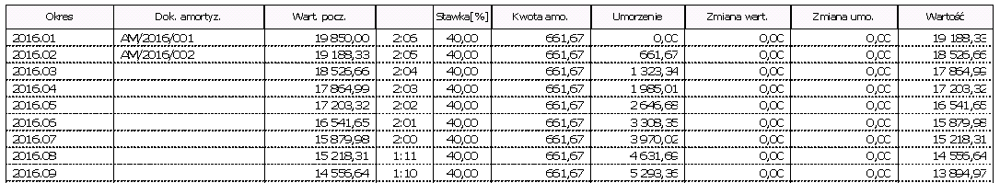 Okres Dok. amortyz. Wart. pocz. Stawka[%] Kwota amo. Umorzenie Zmiana wart. Zmiana umo. Wartość
2016.01 AM/2016/001 19 850,00 2:06 40,00 661,67 0,00 0,00 0,00 19 188,33
2016.02 AM/2016/002 19 188,33 2:05 40,00 661,67 661,67 0,00 0,00 18 526,66
2016.03 18 526,66 2:04 40,00 661,67 1 323,34 0,00 0,00 17 864,99
2016.04 17 864,99 2:03 40,00 661,67 1 985,01 0,00 0,00 17 203,32
2016.05 17 203,32 2:02 40,00 661,67 2 646,68 0,00 0,00 16 541,65
2016.06 16 541,65 2:01 40,00 661,67 3 308,35 0,00 0,00 15 879,98
2016.07 15 879,98 2:00 40,00 661,67 3 970,02 0,00 0,00 15 218,31
2016.08 15 218,31 1:11 40,00 661,67 4 631,69 0,00 0,00 14 556,64
2016.09 14 556,64 1:10 40,00 661,67 5 293,36 0,00 0,00 13 894,97